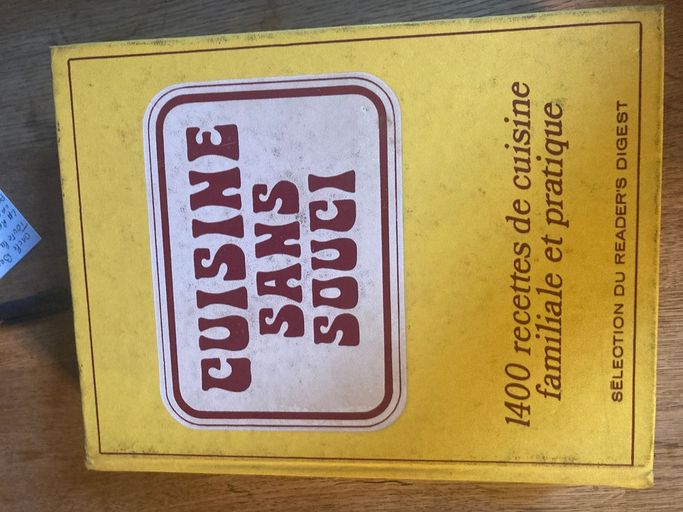 CUISINE
SANS
SOUCI
1400 recettes de cuisine
familiale et pratique
SÉLECTION DU READER'S DIGEST